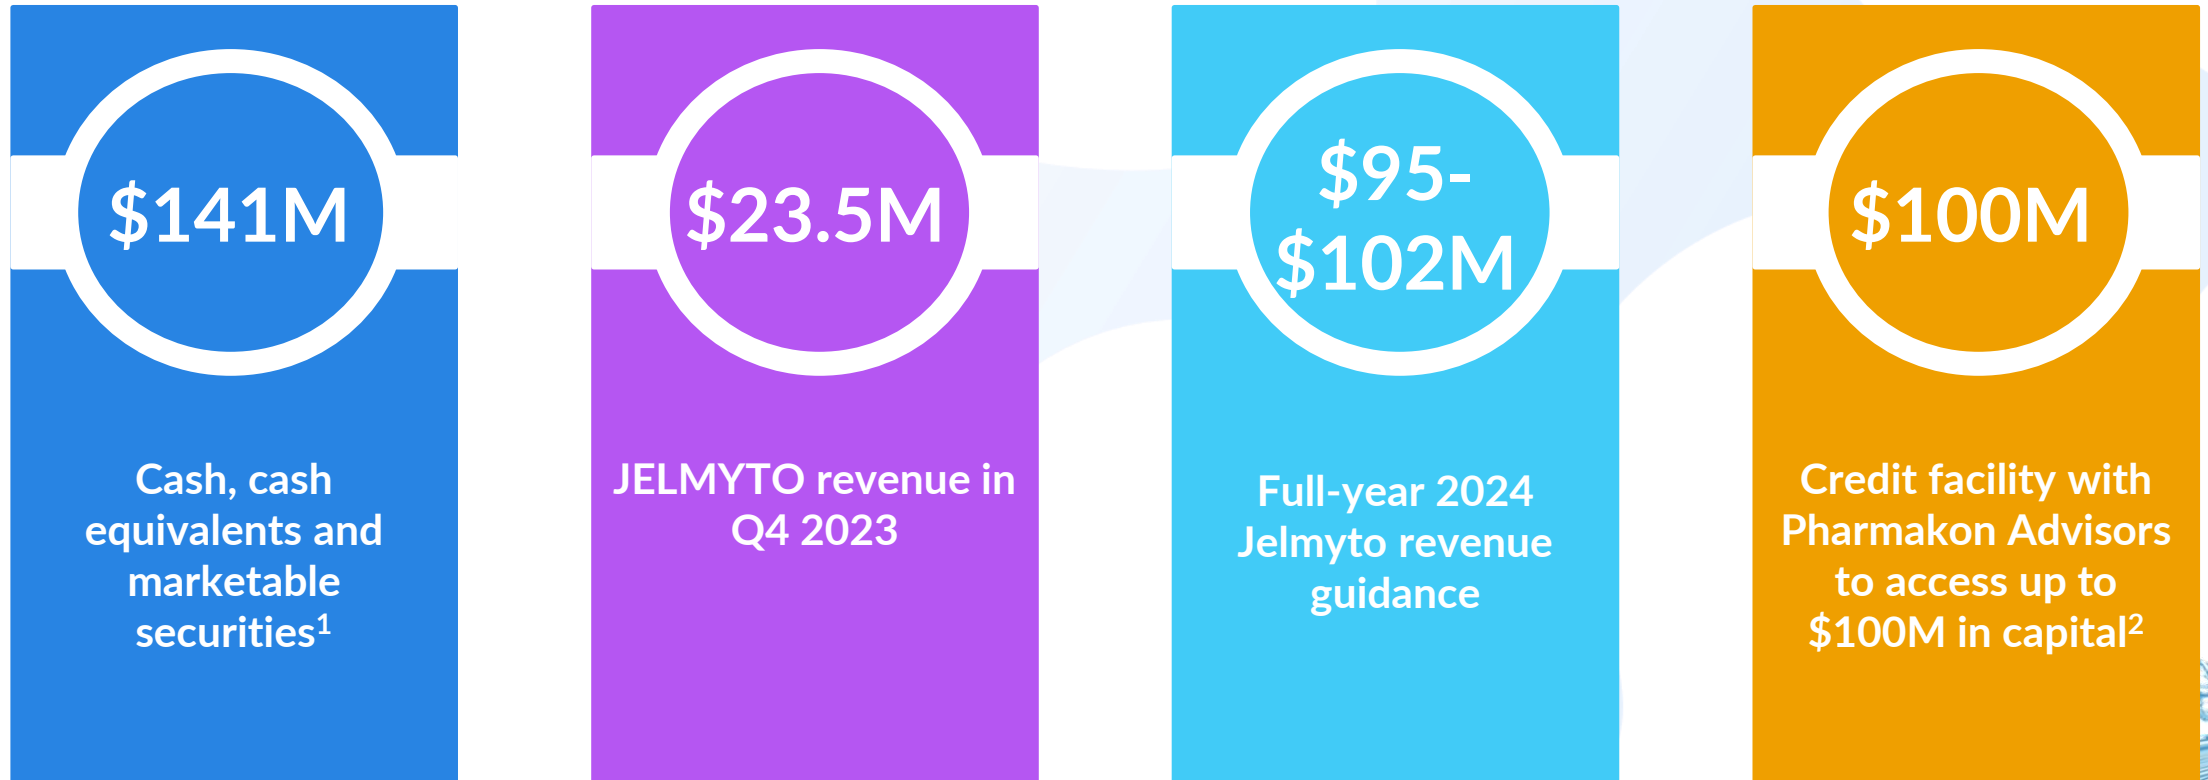 $141M
Cash, cash
equivalents and
marketable
securities¹
$23.5M
JELMYTO revenue in
Q4 2023
$95-
$102M
Full-year 2024
Jelmyto revenue
guidance
$100M
Credit facility with
Pharmakon Advisors
to access up to
$100M in capital²